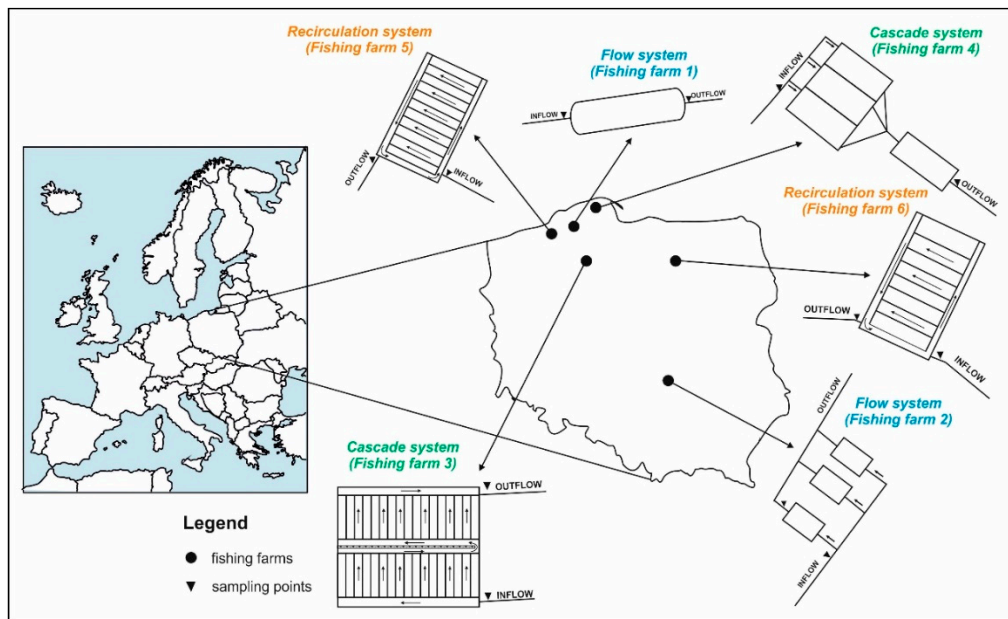 Recirculation system
(Fishing farm 5)
OUTFLOW
INFLOW
Flow system
(Fishing farm 1)
INFLOW
OUTFLOW
Cascade system
(Fishing farm 4)
INFLOW
OUTFLOW
Recirculation system
(Fishing farm 6)
OUTFLOW
INFLOW
Flow system
(Fishing farm 2)
OUTFLOW
INFLOW
Cascade system
(Fishing farm 3)
OUTFLOW
INFLOW
Legend
fishing farms
sampling points